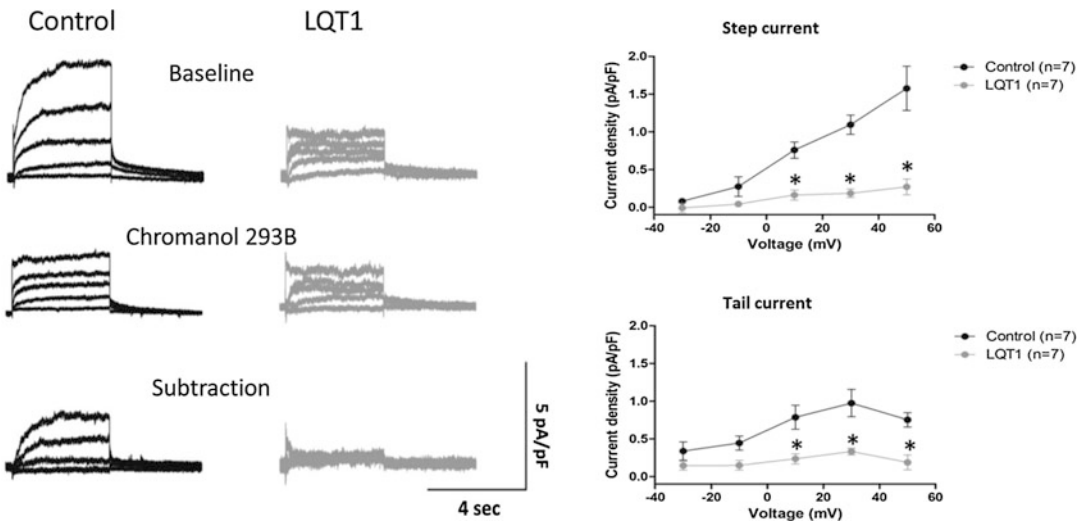 Control LQT1
Baseline
Chromanol 293B
Subtraction
5 pA/pF
4 sec
Step current
Current density (pA/pF)
2.0
1.5
1.0
0.5
0.0
-40 -20 0 20 40 60
Voltage (mV)
Control (n=7)
LQT1 (n=7)
* * *
Tail current
Current density (pA/pF)
2.0
1.5
1.0
0.5
0.0
-40 -20 0 20 40 60
Voltage (mV)
Control (n=7)
LQT1 (n=7)
* * *